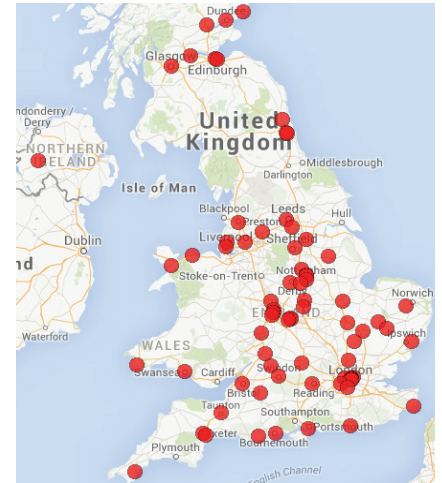 Dundee
Glasgow
Edinburgh
United
Kingdom
ndonderry /
Derry
NORTHERN
IRELAND
Middlesbrough
Darlington
Isle of Man
Blackpool
Preston
Leeds
Hull
Dublin
Liverpool
Sheffield
nd
Stoke-on-Trent
Nottingham
Derby
Norwich
Waterford
ENGLAND
Ipswich
WALES
Swansea
Cardiff
Swindon
London
Bristol
Reading
Taunton
Southampton
Exeter
Portsmouth
Plymouth
Bournemouth
English Channel